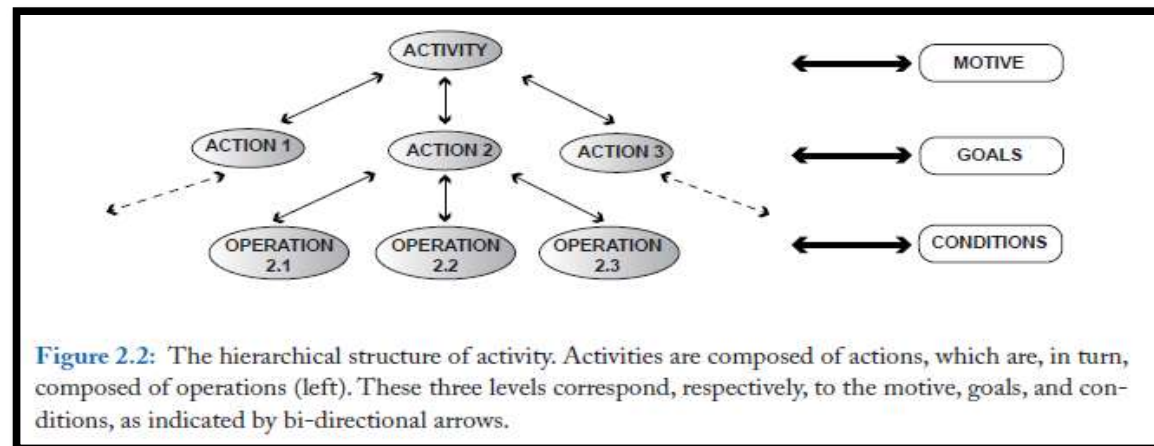 ACTIVITY
MOTIVE
ACTION 1
ACTION 2
ACTION 3
GOALS
OPERATION
2.1
OPERATION
2.2
OPERATION
2.3
CONDITIONS
Figure 2.2: The hierarchical structure of activity. Activities are composed of actions, which are, in turn,
composed of operations (left). These three levels correspond, respectively, to the motive, goals, and con-
ditions, as indicated by bi-directional arrows.